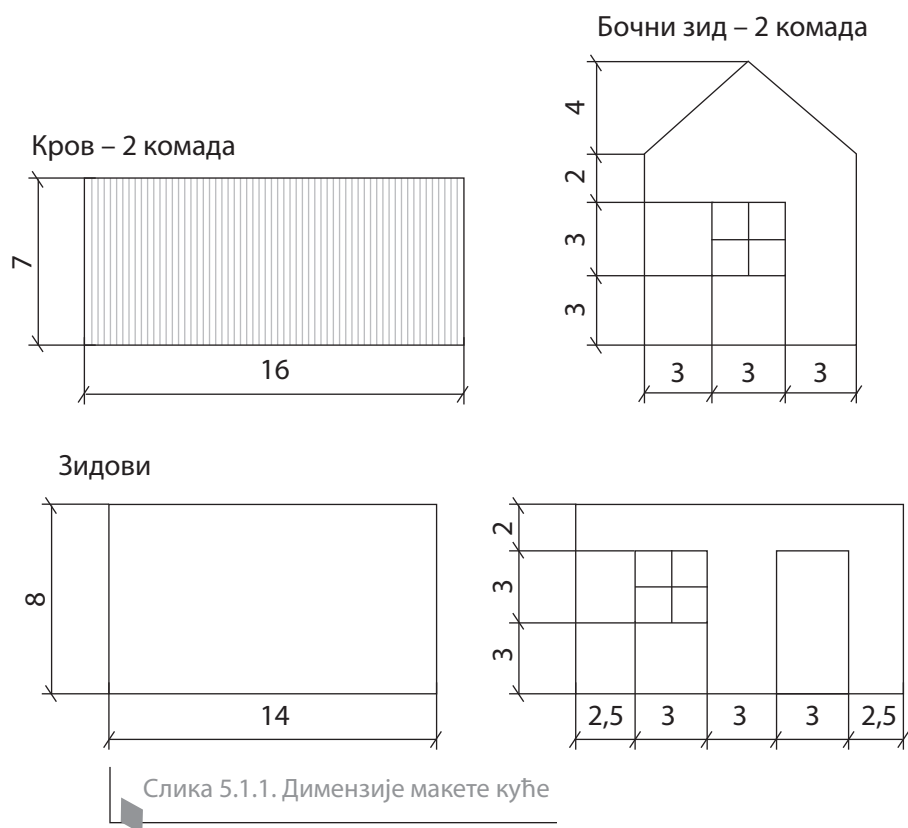 Бочни зид – 2 комада
4
2
3
3
3 3 3
Кров – 2 комада
7
16
Зидови
8
14
2
3
3
2,5 3 3 3 2,5
Слика 5.1.1. Димензије макете куће